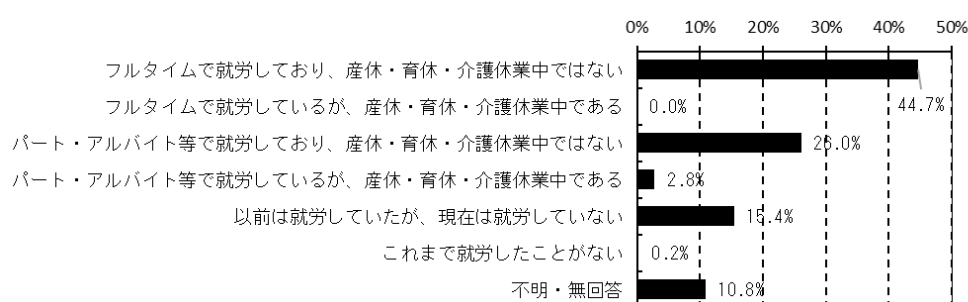 0% 10% 20% 30% 40% 50%
フルタイムで就労しており、産休・育休・介護休業中ではない 44.7%
フルタイムで就労しているが、産休・育休・介護休業中である 0.0%
パート・アルバイト等で就労しており、産休・育休・介護休業中ではない 26.0%
パート・アルバイト等で就労しているが、産休・育休・介護休業中である 2.8%
以前は就労していたが、現在は就労していない 15.4%
これまで就労したことがない 0.2%
不明・無回答 10.8%